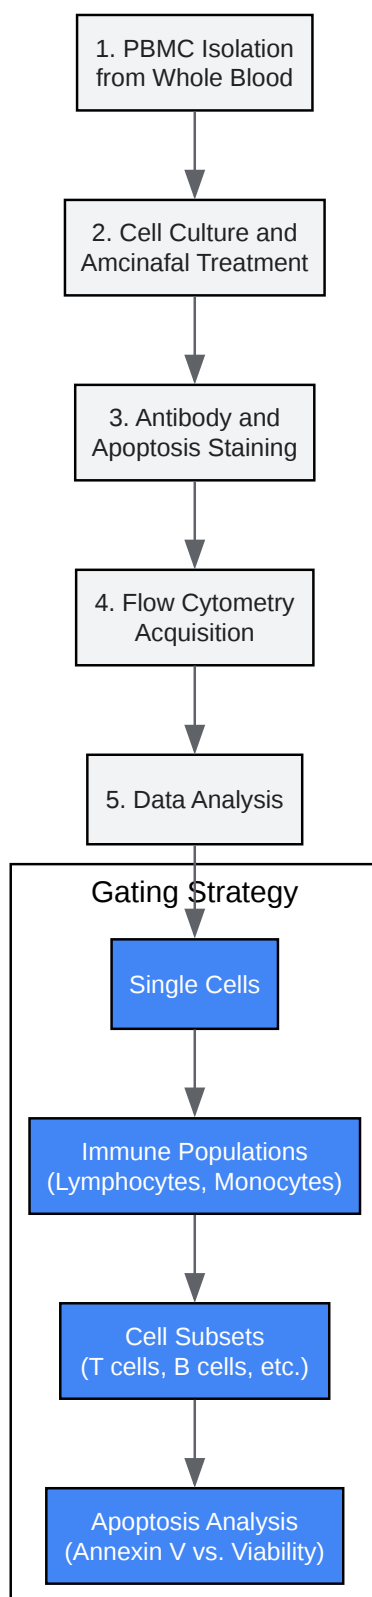 1. PBMC Isolation
from Whole Blood
2. Cell Culture and
Amcinafal Treatment
3. Antibody and
Apoptosis Staining
4. Flow Cytometry
Acquisition
5. Data Analysis
Gating Strategy
Single Cells
Immune Populations
(Lymphocytes, Monocytes)
Cell Subsets
(T cells, B cells, etc.)
Apoptosis Analysis
(Annexin V vs. Viability)